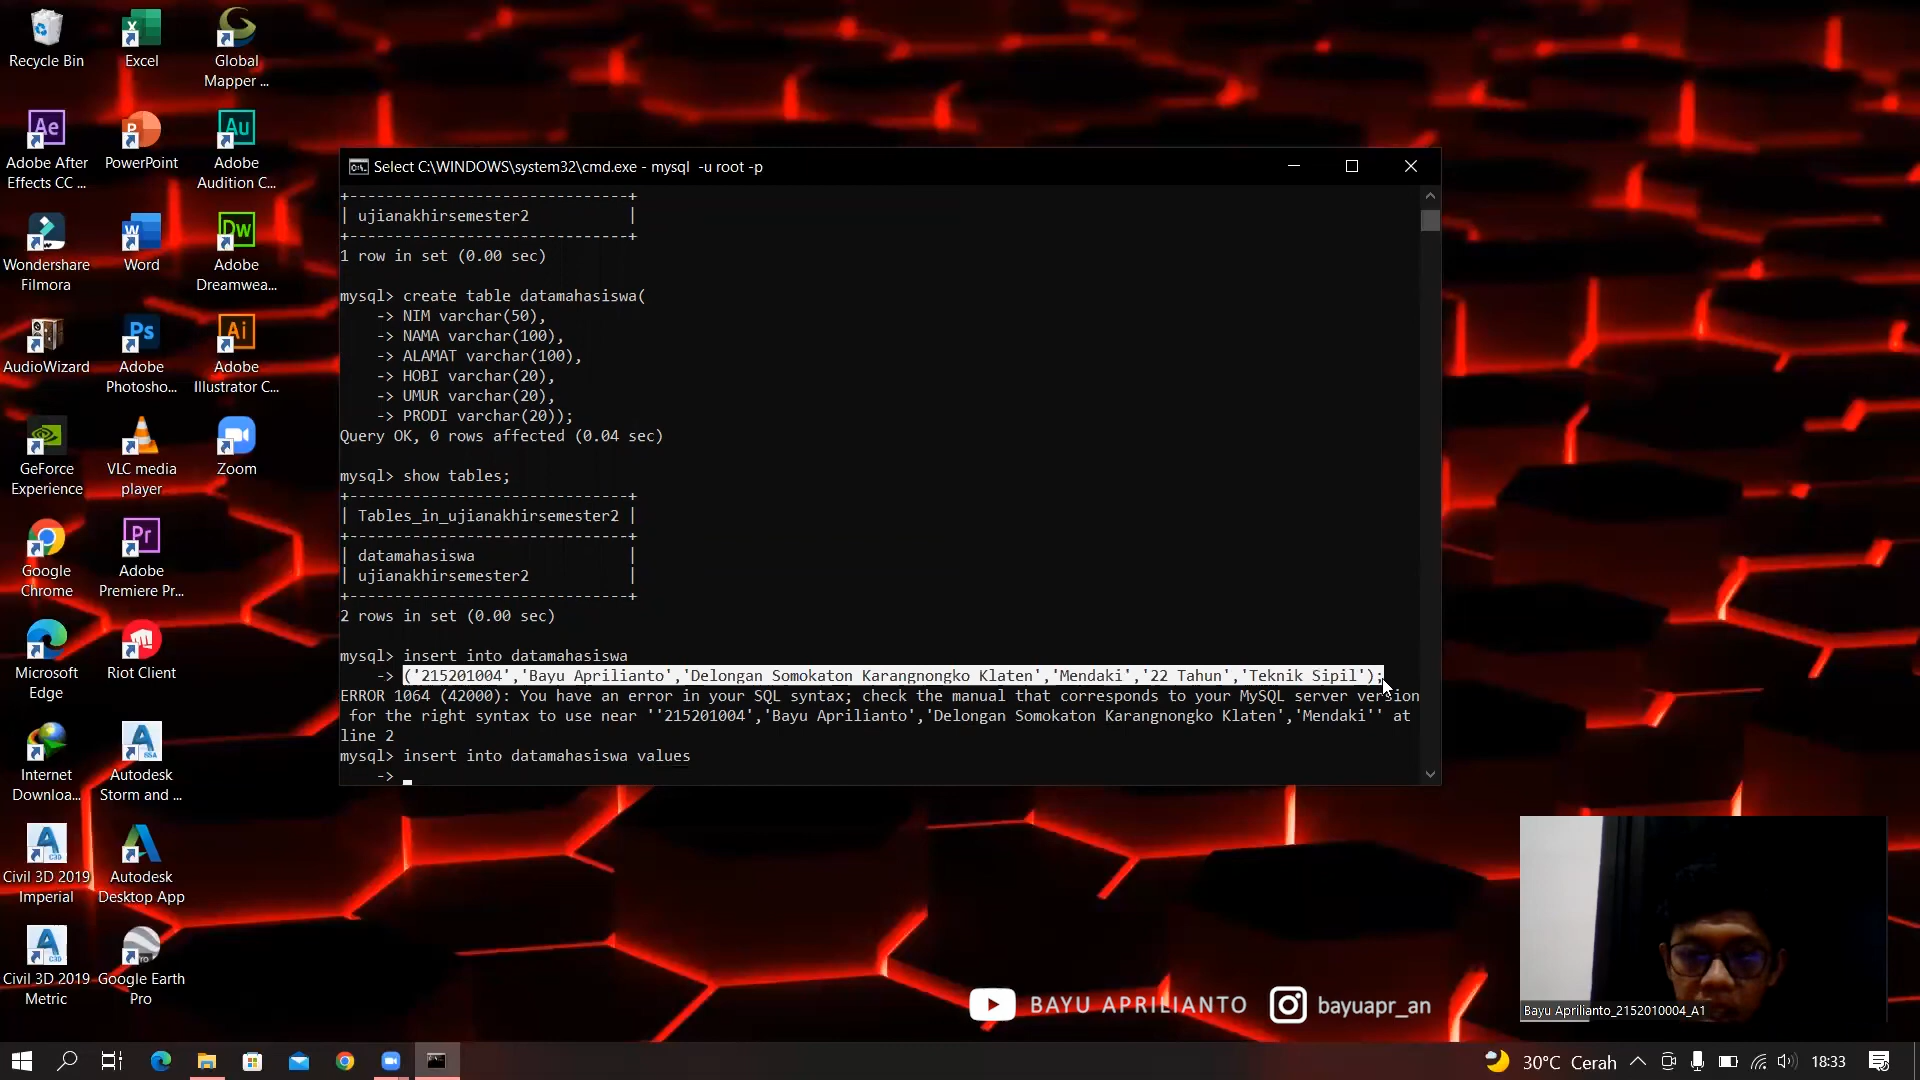 Recycle Bin
Excel
Global
Mapper ...
Adobe After
Effects CC ...
PowerPoint
Adobe
Audition C...
Wondershare
Filmora
Word
Adobe
Dreamwea...
AudioWizard
Adobe
Photosho...
Adobe
Illustrator C...
GeForce
Experience
VLC media
player
Zoom
Google
Chrome
Adobe
Premiere Pr...
Microsoft
Edge
Riot Client
Internet
Downloa...
Autodesk
Storm and ...
Civil 3D 2019
Imperial
Autodesk
Desktop App
Civil 3D 2019
Metric
Google Earth
Pro
Select C:\WINDOWS\system32\cmd.exe - mysql  -u root -p
+-------------------------------+
| ujianakhirsemester2           |
+-------------------------------+
1 row in set (0.00 sec)
mysql> create table datamahasiswa(
    -> NIM varchar(50),
    -> NAMA varchar(100),
    -> ALAMAT varchar(100),
    -> HOBI varchar(20),
    -> UMUR varchar(20),
    -> PRODI varchar(20));
Query OK, 0 rows affected (0.04 sec)
mysql> show tables;
+-------------------------------+
| Tables_in_ujianakhirsemester2 |
+-------------------------------+
| datamahasiswa                 |
| ujianakhirsemester2           |
+-------------------------------+
2 rows in set (0.00 sec)
mysql> insert into datamahasiswa
    -> ('215201004','Bayu Aprilianto','Delongan Somokaton Karangnongko Klaten','Mendaki','22 Tahun','Teknik Sipil');
ERROR 1064 (42000): You have an error in your SQL syntax; check the manual that corresponds to your MySQL server version
 for the right syntax to use near ''215201004','Bayu Aprilianto','Delongan Somokaton Karangnongko Klaten','Mendaki'' at
line 2
mysql> insert into datamahasiswa values
    ->
BAYU APRILIANTO
bayuapr_an
Bayu Aprilianto_2152010004_A1
30°C Cerah
18:33